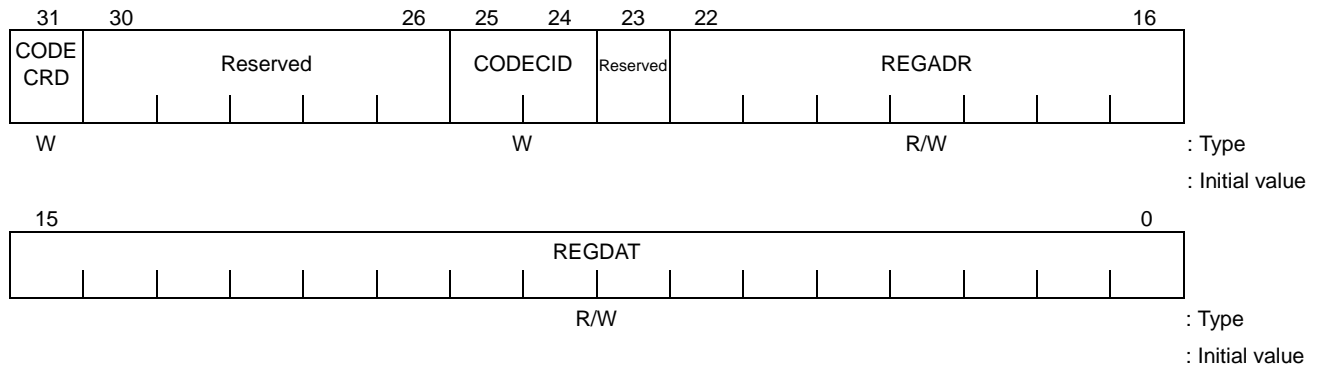 31 30 26 25 24 23 22 16
CODE
CRD
Reserved CODECID Reserved REGADR
W W R/W : Type
: Initial value
15 0
REGDAT
R/W : Type
: Initial value